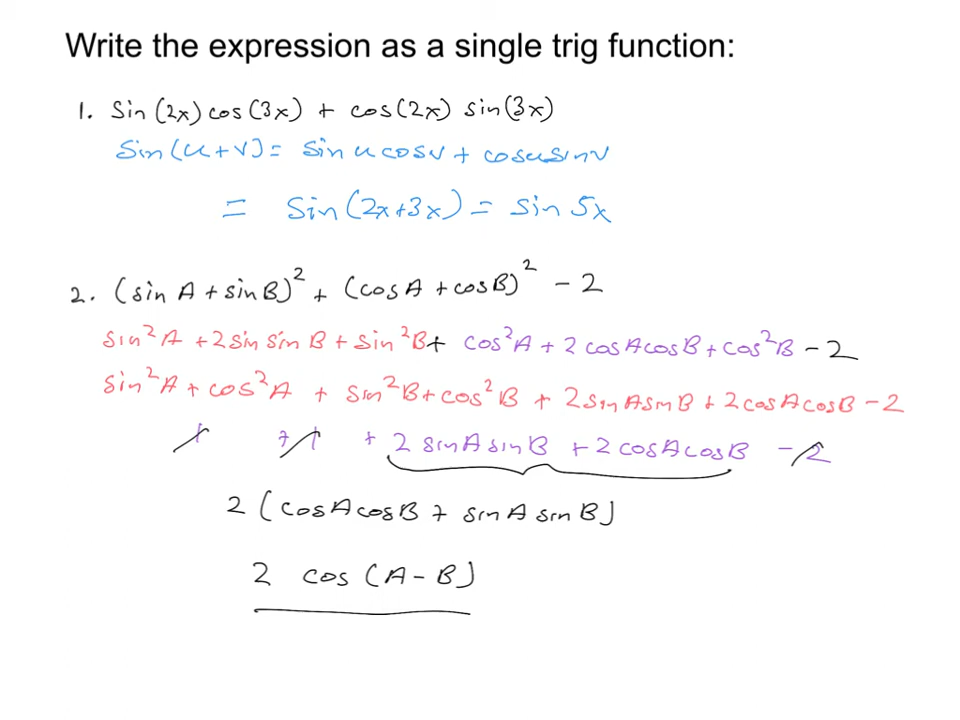 Write the expression as a single trig function:
1. Sin (2x) cos (3x) + cos (2x) sin (3x)
Sin (u + v) = sin u cos v + cos u sin v
= Sin (2x+3x) = sin 5x
2. (sin A + sin B)² + (cos A + cos B)² - 2
sin²A + 2 sin sin B + sin²B + cos²A + 2 cos A cos B + cos²B - 2
sin²A + cos²A + sin²B + cos²B + 2 sin A sin B + 2 cos A cos B - 2
1 + 1 + 2 sin A sin B + 2 cos A cos B - 2
2 (cos A cos B + sin A sin B)
2 cos (A - B)